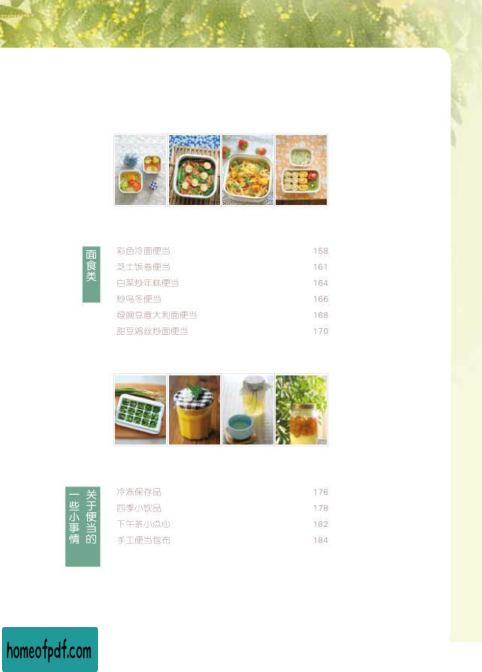 面食类
彩色冷面便当 158
芝士饭卷便当 161
白菜炒年糕便当 164
炒乌冬便当 166
豌豆意大利面便当 168
甜豆鸡丝炒面便当 170
关于便当的
一些小事情
冷冻保存品 176
四季小饮品 178
下午茶小点心 182
手工便当包布 184
homeofpdf.com